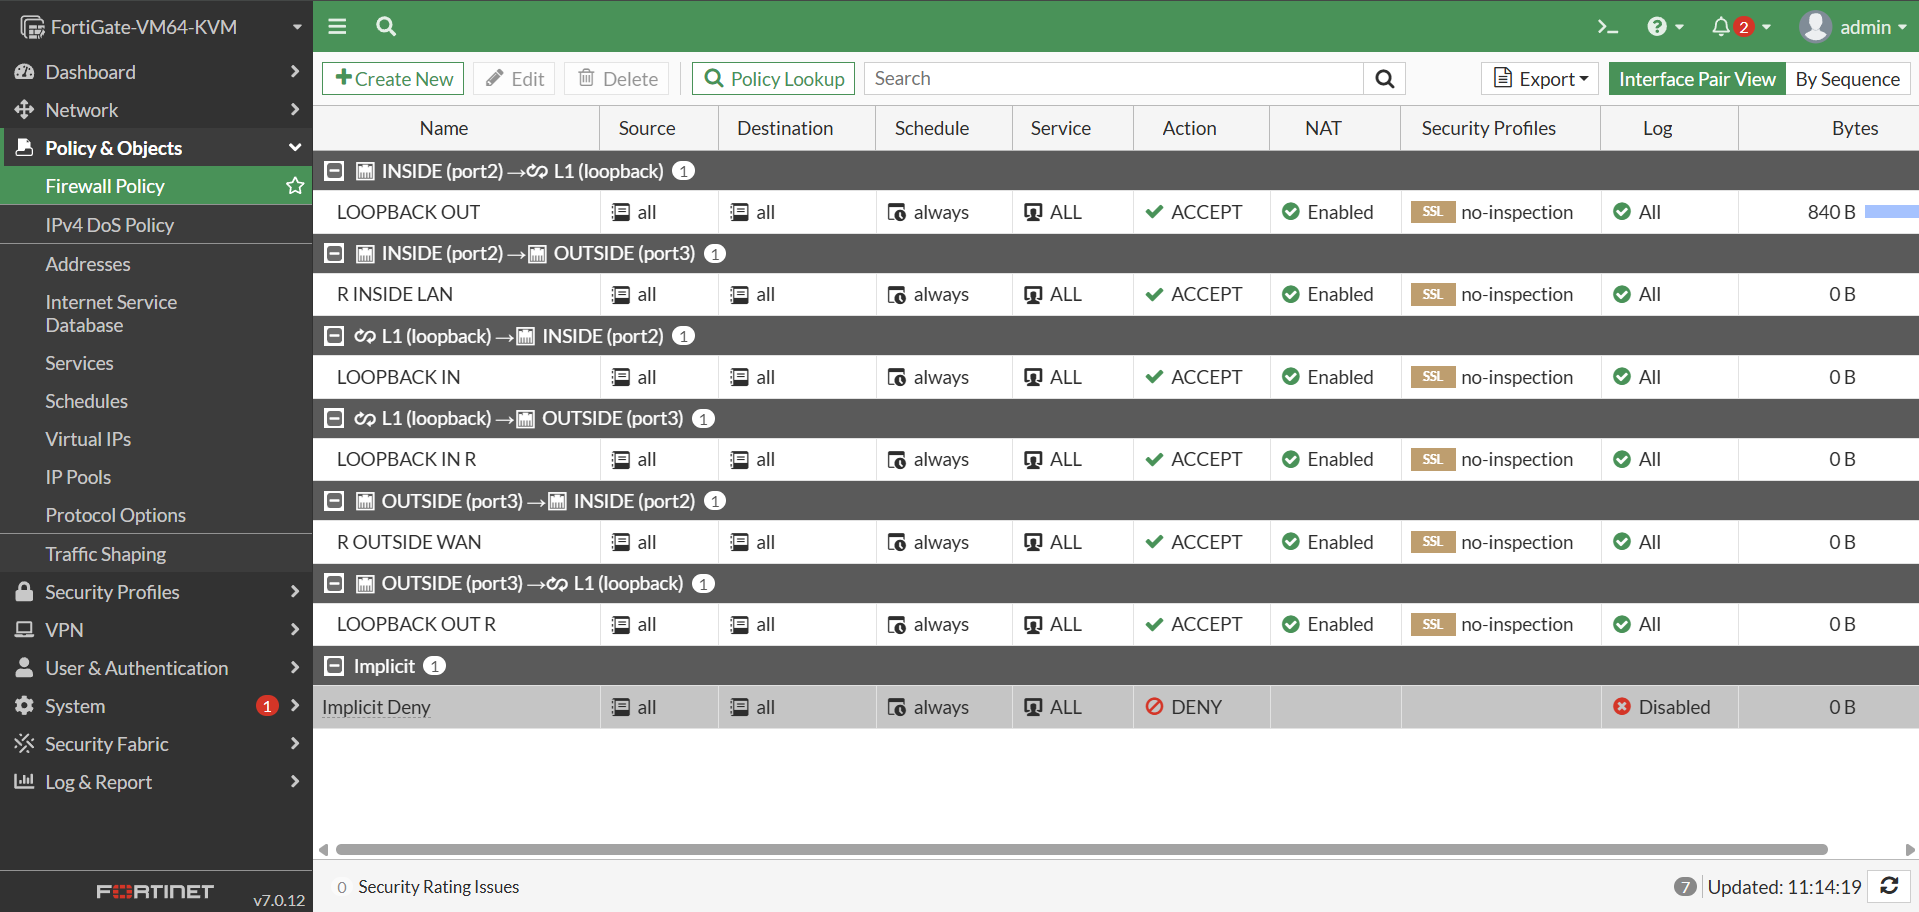 FortiGate-VM64-KVM
2
admin
Dashboard
Network
Policy & Objects
Firewall Policy
IPv4 DoS Policy
Addresses
Internet Service
Database
Services
Schedules
Virtual IPs
IP Pools
Protocol Options
Traffic Shaping
Security Profiles
VPN
User & Authentication
System 1
Security Fabric
Log & Report
FORTINET v7.0.12
Create New Edit Delete Policy Lookup Search Export Interface Pair View By Sequence
Name Source Destination Schedule Service Action NAT Security Profiles Log Bytes
INSIDE (port2) → L1 (loopback) 1
LOOPBACK OUT all all always ALL ACCEPT Enabled SSL no-inspection All 840 B
INSIDE (port2) → OUTSIDE (port3) 1
R INSIDE LAN all all always ALL ACCEPT Enabled SSL no-inspection All 0 B
L1 (loopback) → INSIDE (port2) 1
LOOPBACK IN all all always ALL ACCEPT Enabled SSL no-inspection All 0 B
L1 (loopback) → OUTSIDE (port3) 1
LOOPBACK IN R all all always ALL ACCEPT Enabled SSL no-inspection All 0 B
OUTSIDE (port3) → INSIDE (port2) 1
R OUTSIDE WAN all all always ALL ACCEPT Enabled SSL no-inspection All 0 B
OUTSIDE (port3) → L1 (loopback) 1
LOOPBACK OUT R all all always ALL ACCEPT Enabled SSL no-inspection All 0 B
Implicit 1
Implicit Deny all all always ALL DENY Disabled 0 B
0 Security Rating Issues 7 Updated: 11:14:19